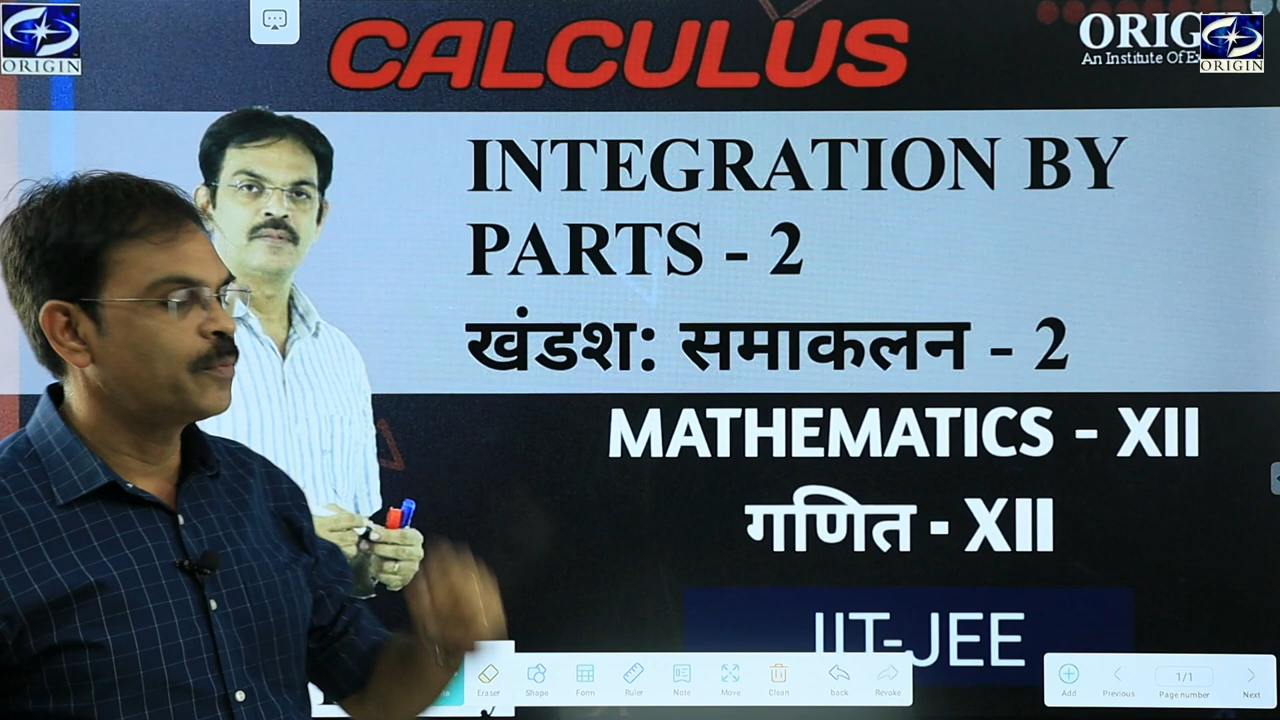 ORIGIN
CALCULUS
ORIG
An Institute Of
ORIGIN
INTEGRATION BY
PARTS - 2
खंडश: समाकलन - 2
MATHEMATICS - XII
गणित - XII
IIT-JEE
Eraser
Shape
Form
Ruler
Note
Move
Clean
back
Revoke
Add
Previous
1/1
Page number
Next